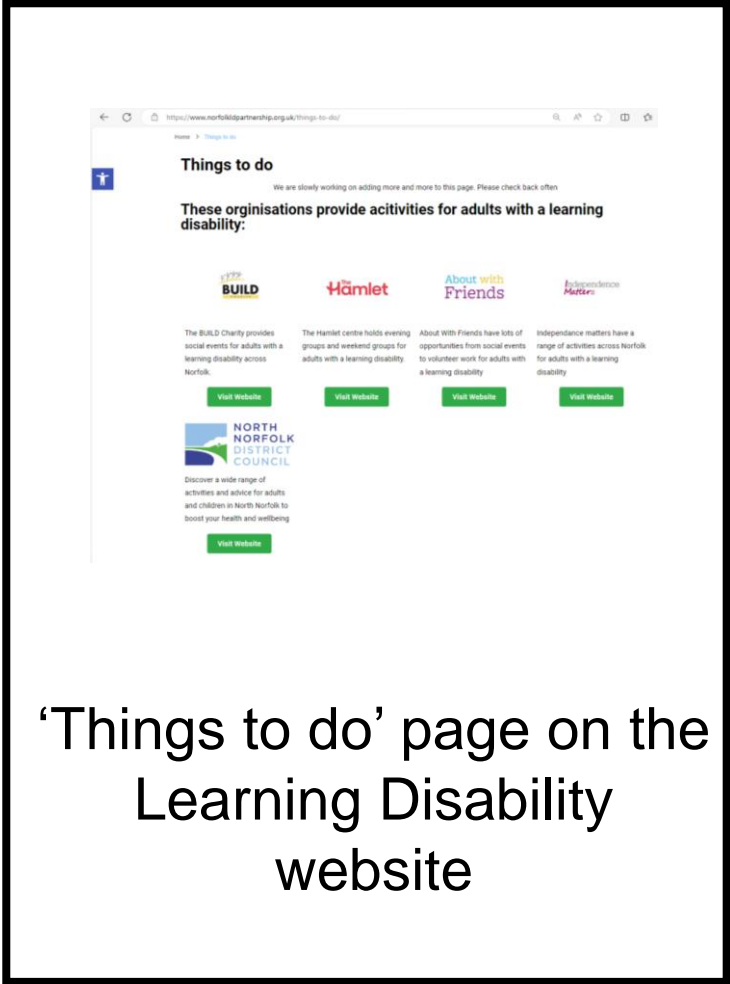 https://www.norfolkldpartnership.org.uk/things-to-do/
Home > Things to do
Things to do
We are slowly working on adding more and more to this page. Please check back often
These orginisations provide acitivities for adults with a learning
disability:
BUILD
The Hamlet
About with
Friends
Independence
Matters
The BUILD Charity provides
social events for adults with a
learning disability across
Norfolk.
Visit Website
The Hamlet centre holds evening
groups and weekend groups for
adults with a learning disability.
Visit Website
About With Friends have lots of
opportunities from social events
to volunteer work for adults with
a learning disability
Visit Website
Independance matters have a
range of activities across Norfolk
for adults with a learning
disability
Visit Website
NORTH
NORFOLK
DISTRICT
COUNCIL
Discover a wide range of
activities and advice for adults
and children in North Norfolk to
boost your health and wellbeing
Visit Website
‘Things to do’ page on the
Learning Disability
website